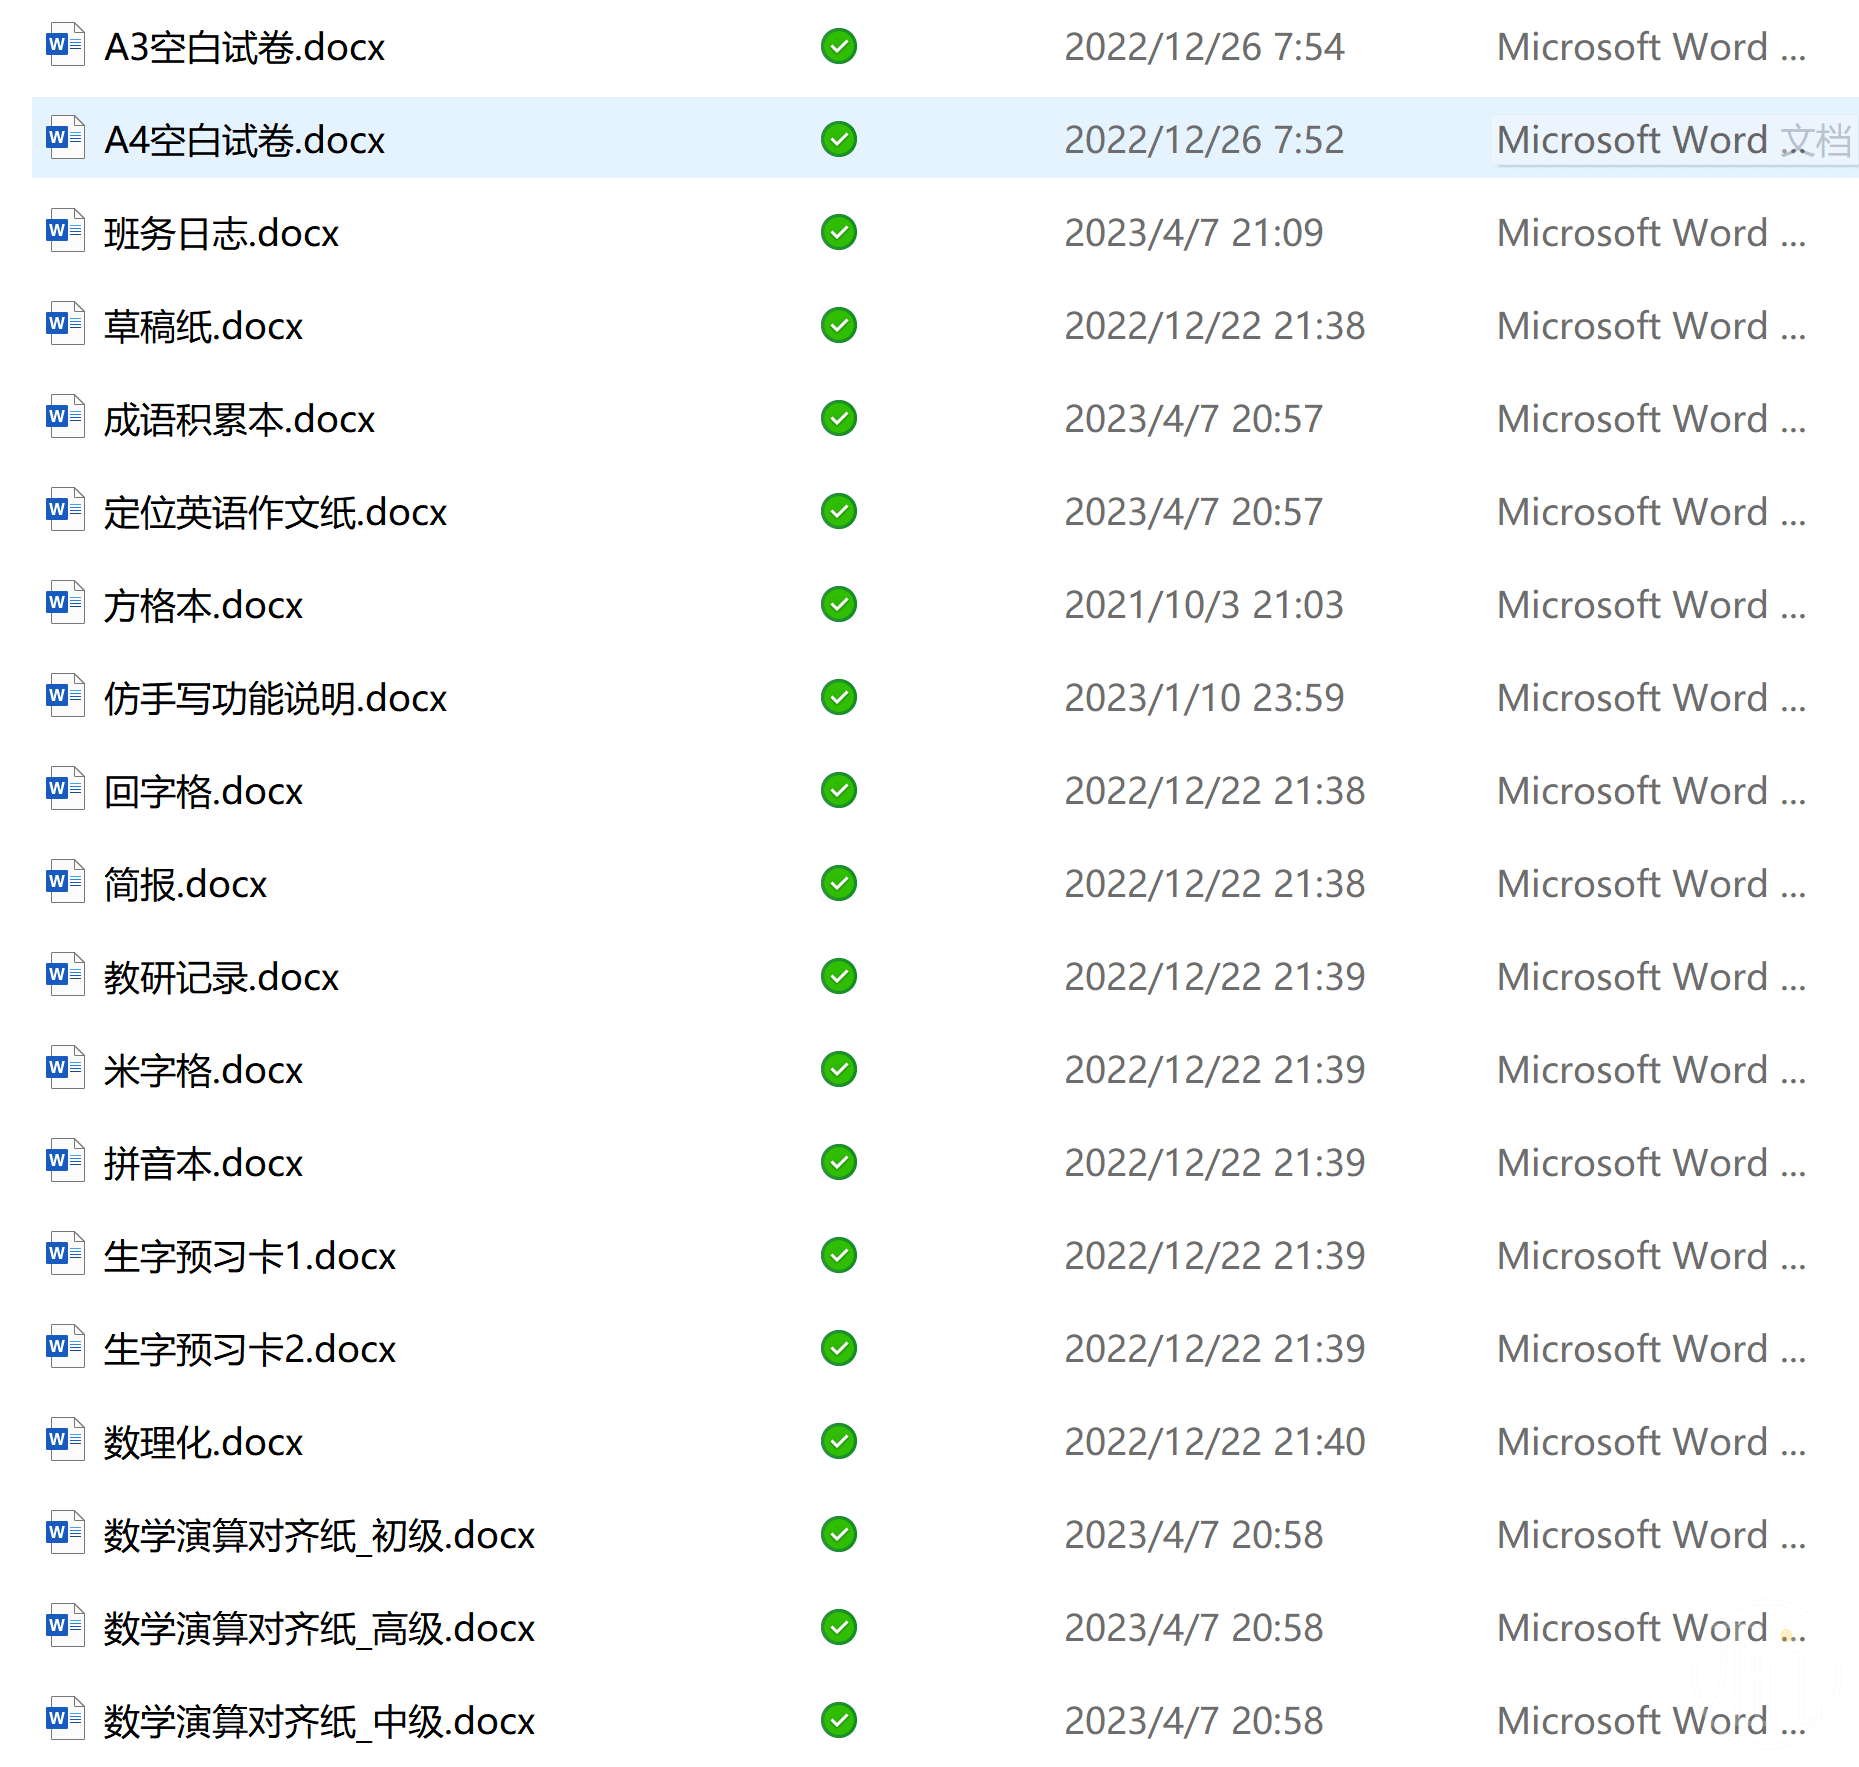 A3空白试卷.docx 2022/12/26 7:54 Microsoft Word ...
A4空白试卷.docx 2022/12/26 7:52 Microsoft Word ... 文档
班务日志.docx 2023/4/7 21:09 Microsoft Word ...
草稿纸.docx 2022/12/22 21:38 Microsoft Word ...
成语积累本.docx 2023/4/7 20:57 Microsoft Word ...
定位英语作文纸.docx 2023/4/7 20:57 Microsoft Word ...
方格本.docx 2021/10/3 21:03 Microsoft Word ...
仿手写功能说明.docx 2023/1/10 23:59 Microsoft Word ...
回字格.docx 2022/12/22 21:38 Microsoft Word ...
简报.docx 2022/12/22 21:38 Microsoft Word ...
教研记录.docx 2022/12/22 21:39 Microsoft Word ...
米字格.docx 2022/12/22 21:39 Microsoft Word ...
拼音本.docx 2022/12/22 21:39 Microsoft Word ...
生字预习卡1.docx 2022/12/22 21:39 Microsoft Word ...
生字预习卡2.docx 2022/12/22 21:39 Microsoft Word ...
数理化.docx 2022/12/22 21:40 Microsoft Word ...
数学演算对齐纸_初级.docx 2023/4/7 20:58 Microsoft Word ...
数学演算对齐纸_高级.docx 2023/4/7 20:58 Microsoft Word ...
数学演算对齐纸_中级.docx 2023/4/7 20:58 Microsoft Word ...